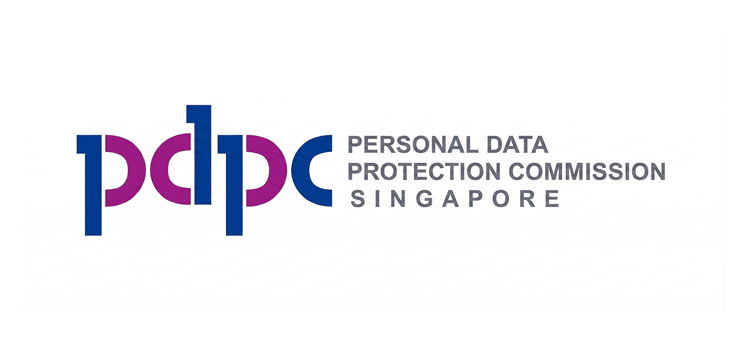 pdpc
PERSONAL DATA
PROTECTION COMMISSION
SINGAPORE